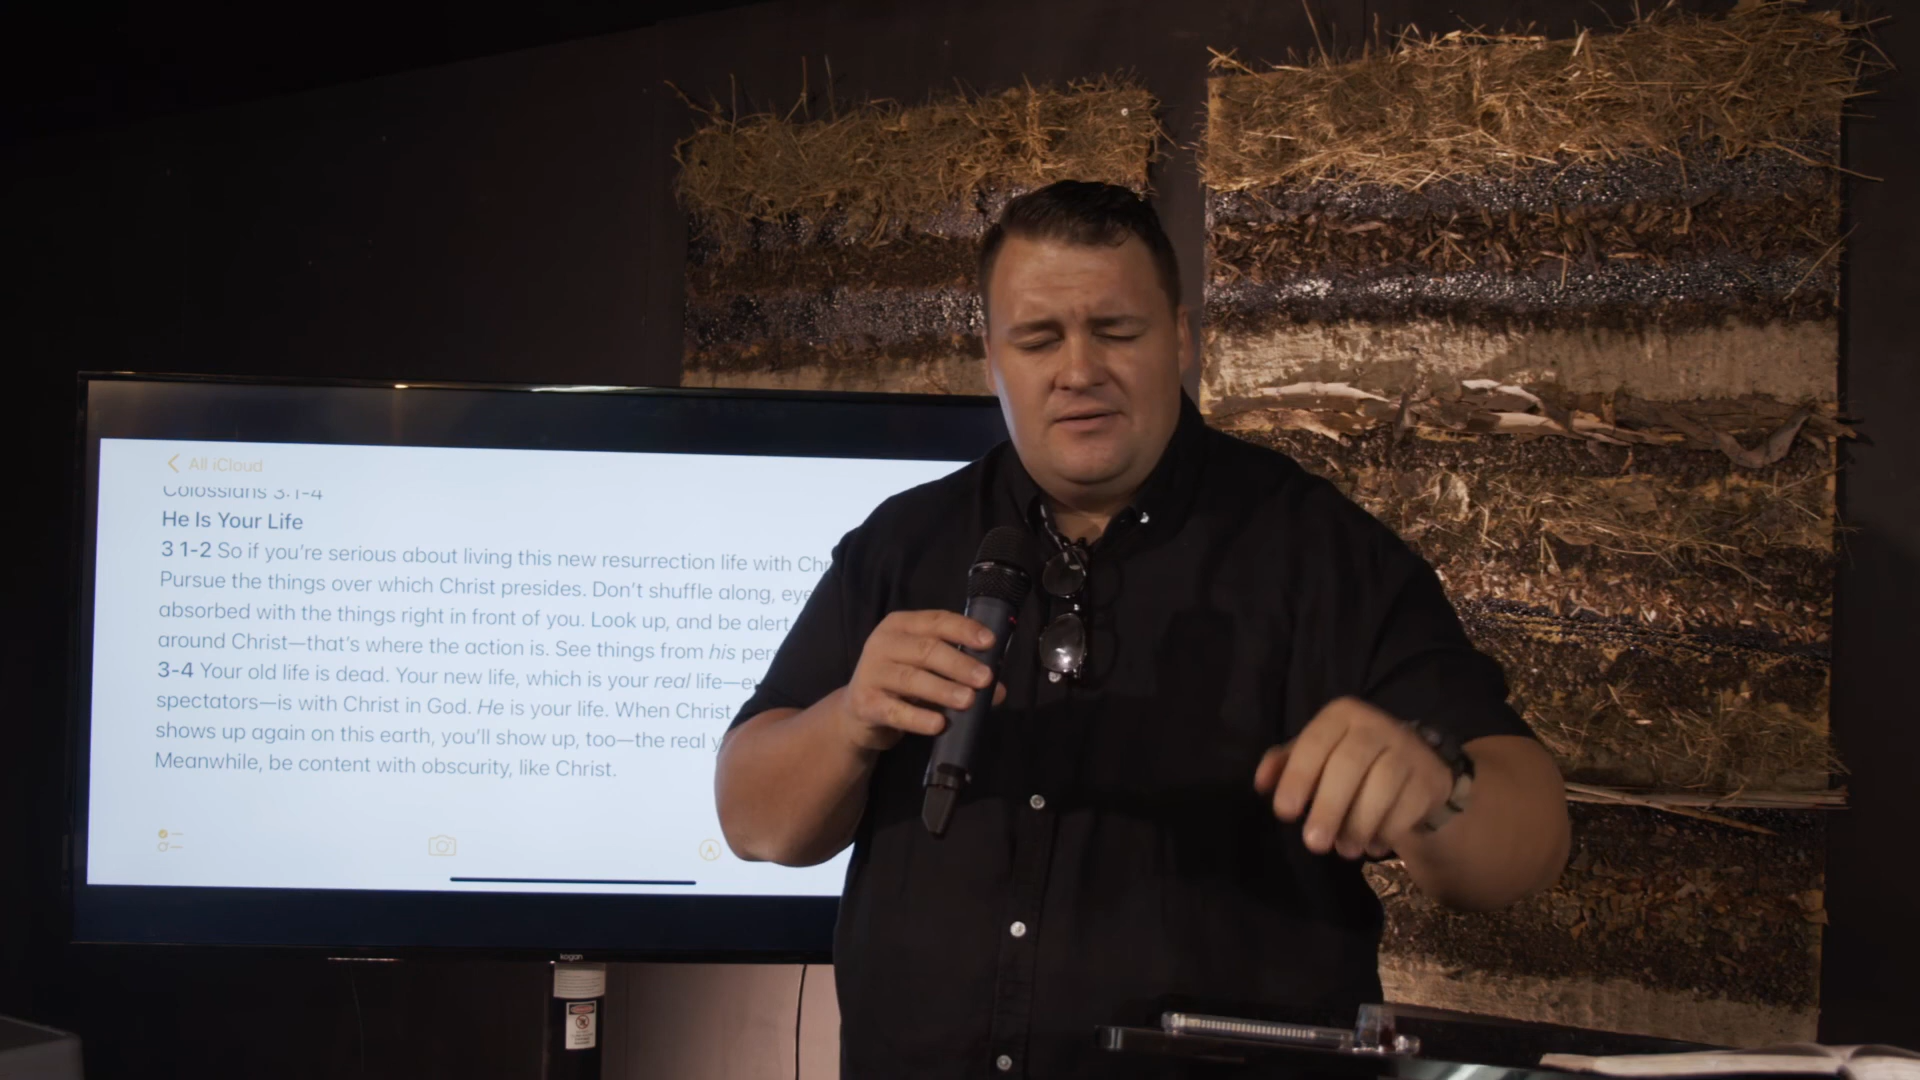 All iCloud
Colossians 3:1-4
He Is Your Life
3 1-2 So if you're serious about living this new resurrection life with Chr
Pursue the things over which Christ presides. Don't shuffle along, eye
absorbed with the things right in front of you. Look up, and be alert
around Christ—that's where the action is. See things from his per
3-4 Your old life is dead. Your new life, which is your real life—ev
spectators—is with Christ in God. He is your life. When Christ
shows up again on this earth, you'll show up, too—the real y
Meanwhile, be content with obscurity, like Christ.
kogan